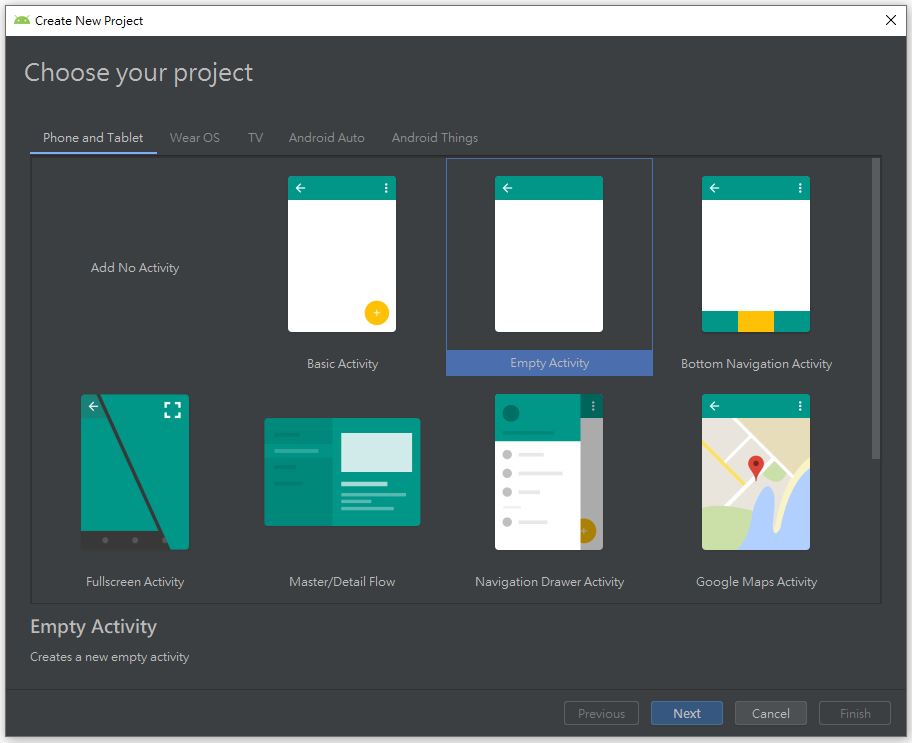 Create New Project
Choose your project
Phone and Tablet
Wear OS
TV
Android Auto
Android Things
Add No Activity
Basic Activity
Empty Activity
Bottom Navigation Activity
Fullscreen Activity
Master/Detail Flow
Navigation Drawer Activity
Google Maps Activity
Empty Activity
Creates a new empty activity
Previous
Next
Cancel
Finish